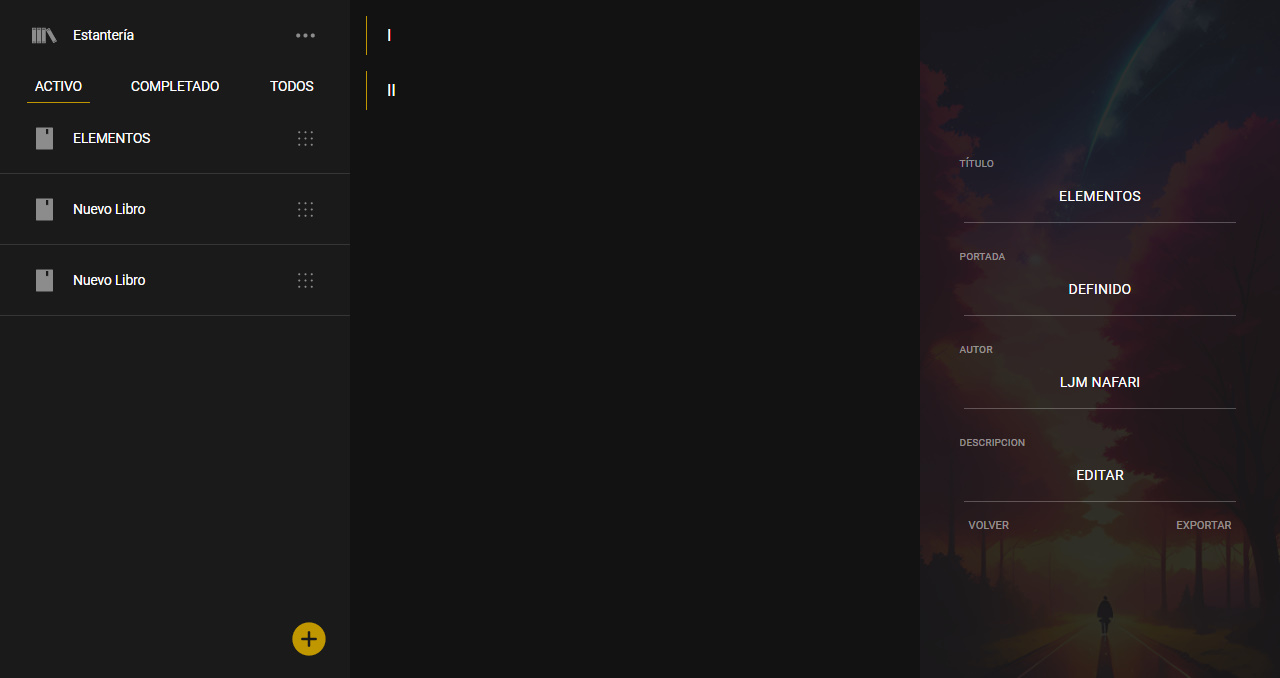 Estantería
ACTIVO COMPLETADO TODOS
ELEMENTOS
Nuevo Libro
Nuevo Libro
I
II
TÍTULO
ELEMENTOS
PORTADA
DEFINIDO
AUTOR
LJM NAFARI
DESCRIPCION
EDITAR
VOLVER EXPORTAR